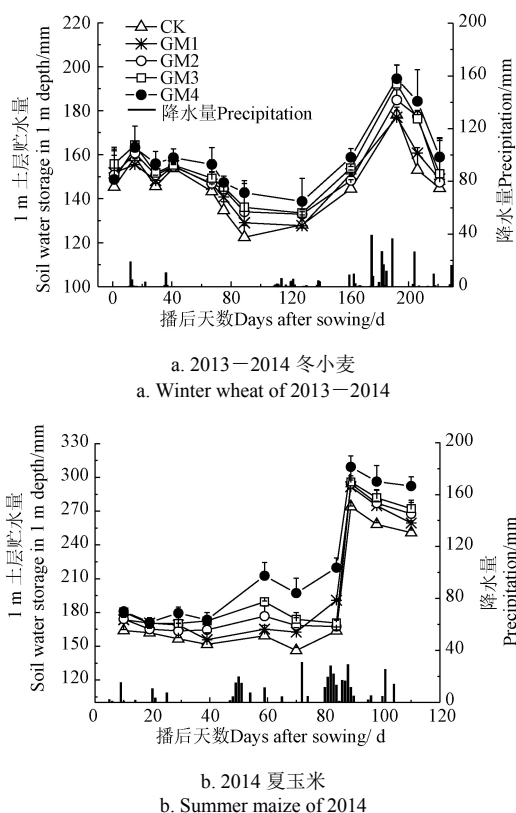 CK
GM1
GM2
GM3
GM4
降水量Precipitation
220
200
180
160
140
120
100
200
160
120
80
40
0
1 m 土层贮水量
Soil water storage in 1 m depth/mm
降水量Precipitation/mm
0
40
80
120
160
200
播后天数Days after sowing/d
a. 2013－2014 冬小麦
a. Winter wheat of 2013－2014
330
300
270
250
210
180
150
120
200
160
120
80
40
0
1 m 土层贮水量
Soil water storage in 1 m depth/mm
降水量
Precipitation/mm
0
20
40
60
80
100
120
播后天数Days after sowing/ d
b. 2014 夏玉米
b. Summer maize of 2014